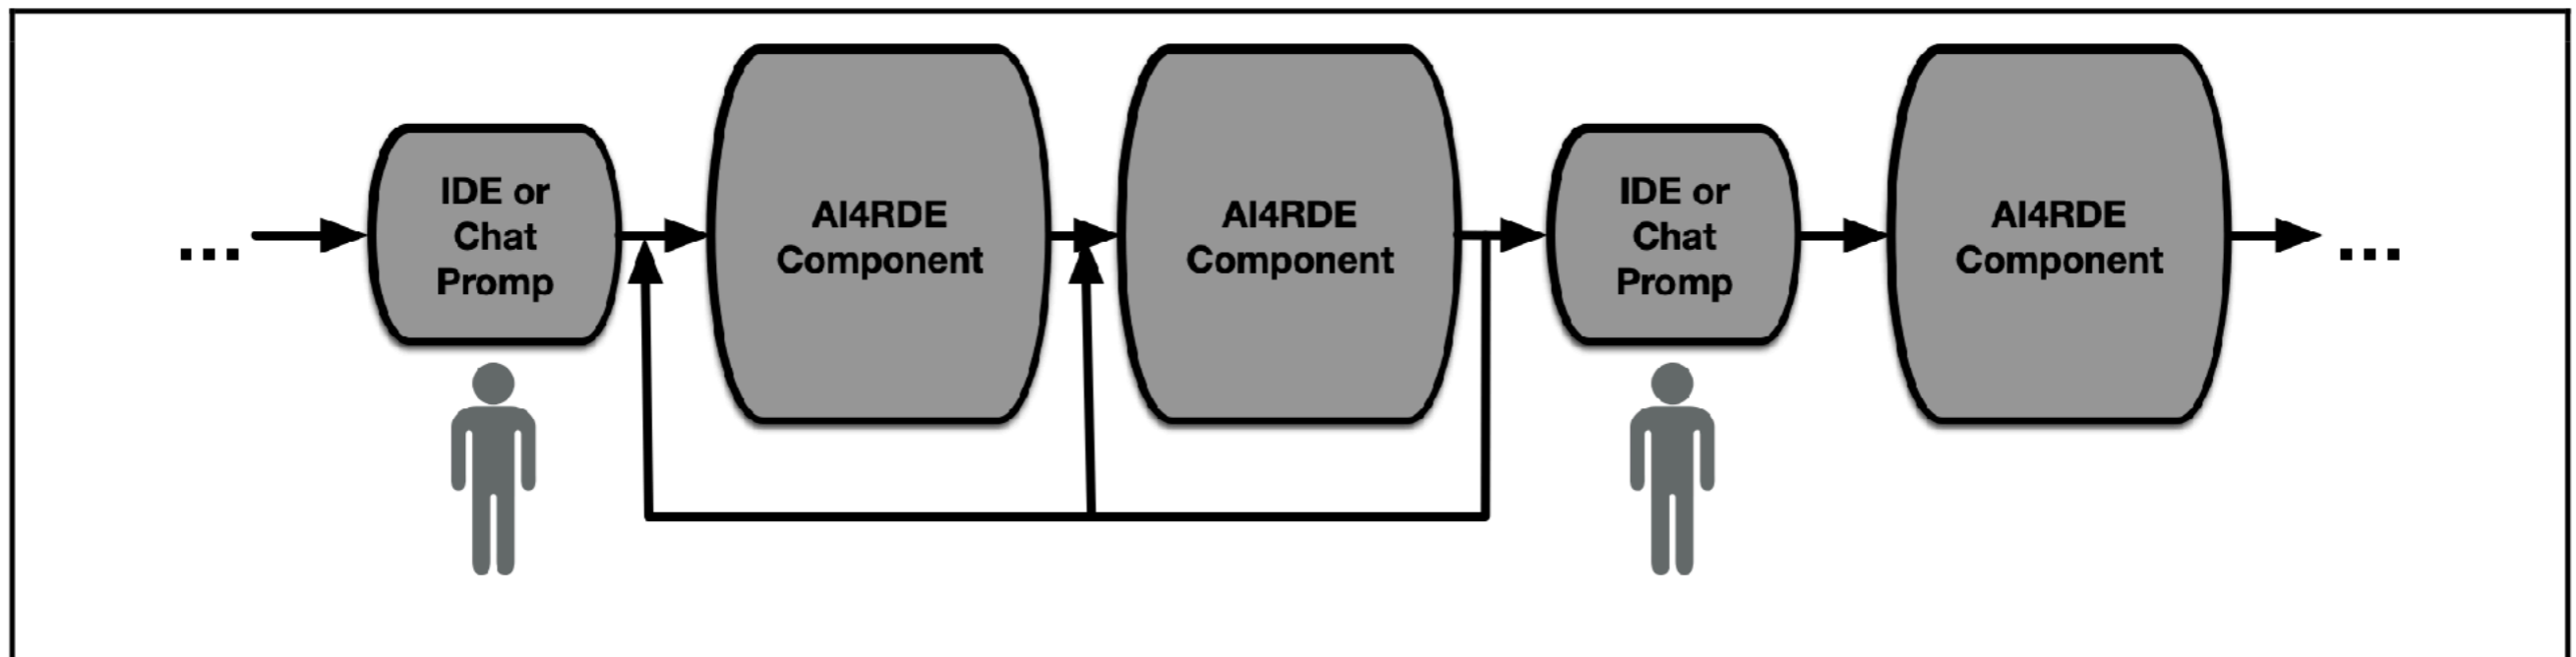 ...
IDE or
Chat
Promp
AI4RDE
Component
AI4RDE
Component
IDE or
Chat
Promp
AI4RDE
Component
...